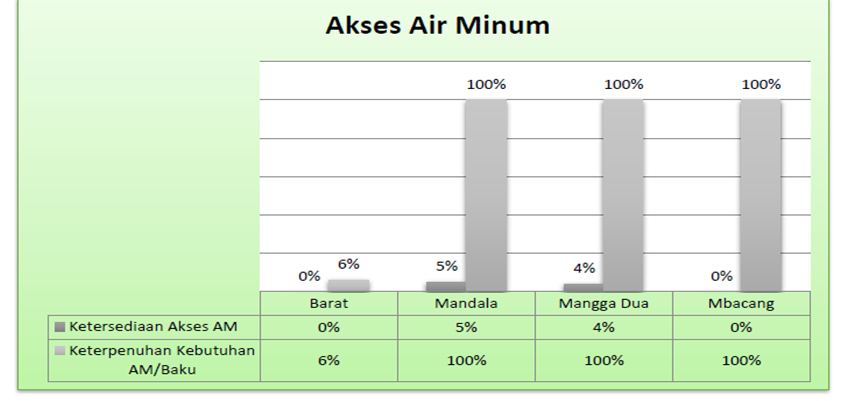 Akses Air Minum
100% 100% 100%
0% 6% 5% 4% 0%
Barat Mandala Mangga Dua Mbacang
Ketersediaan Akses AM 0% 5% 4% 0%
Keterpenuhan Kebutuhan
AM/Baku 6% 100% 100% 100%